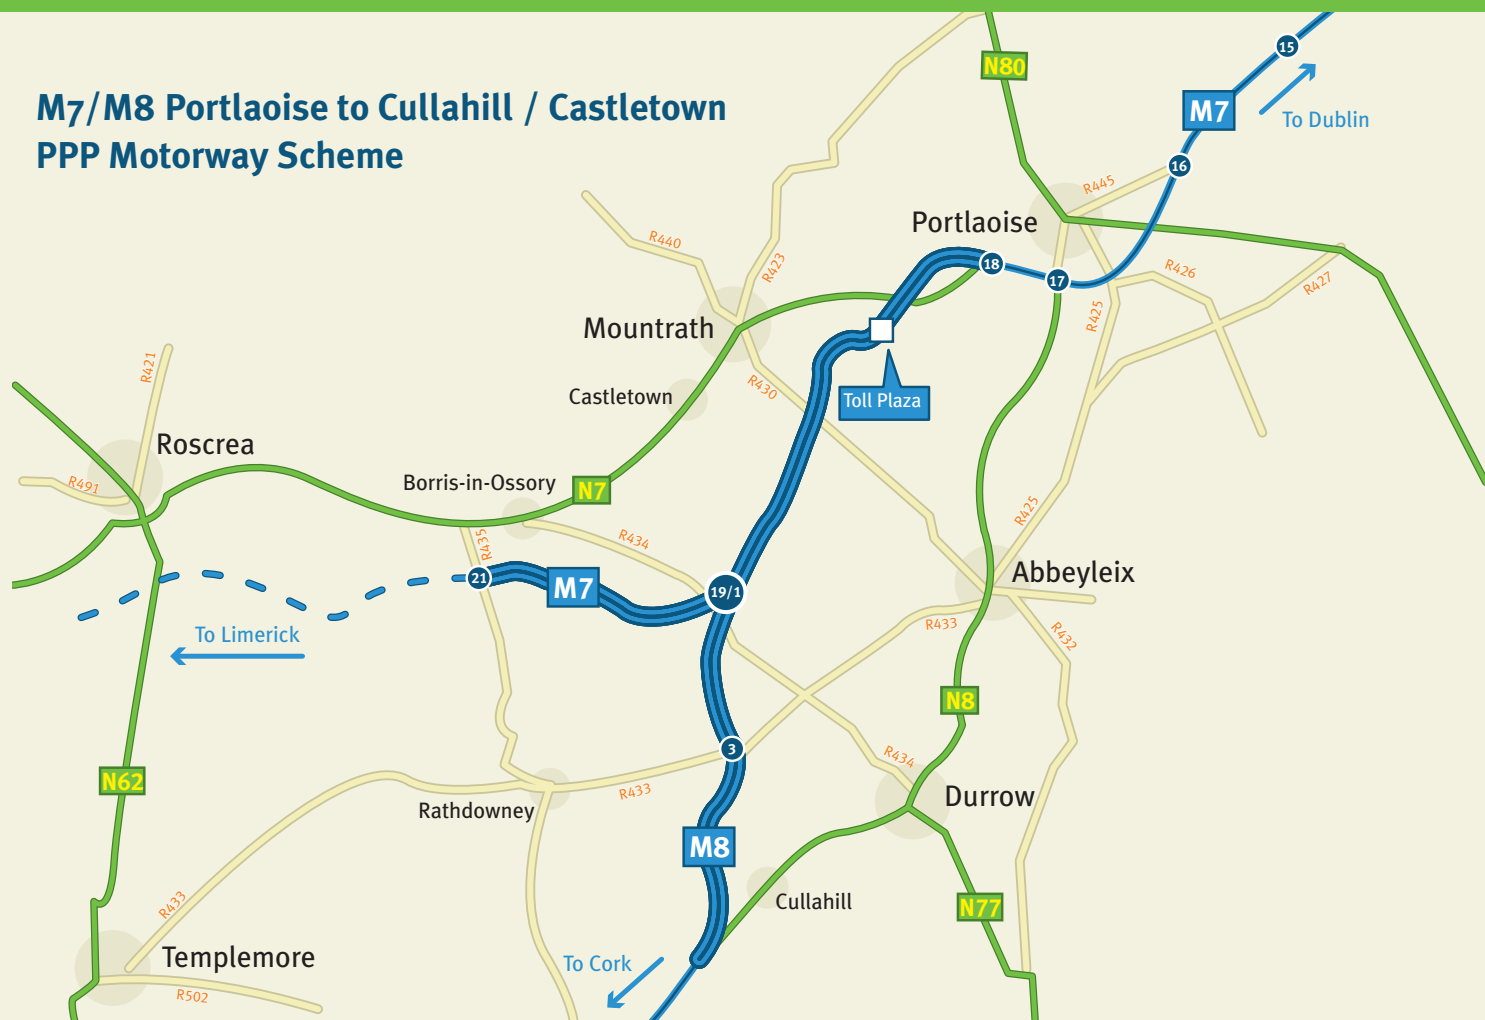 M7/M8 Portlaoise to Cullahill / Castletown
PPP Motorway Scheme
N80
15
M7
To Dublin
16
R445
Portlaoise
R440
R423
18
17
R426
R427
R425
Mountrath
Toll Plaza
R421
Castletown
R430
Roscrea
R491
Borris-in-Ossory
N7
R435
R434
R425
21
M7
19/1
Abbeyleix
To Limerick
R433
R432
N8
3
N62
R434
Rathdowney
R433
Durrow
M8
R433
Cullahill
N77
Templemore
To Cork
R502